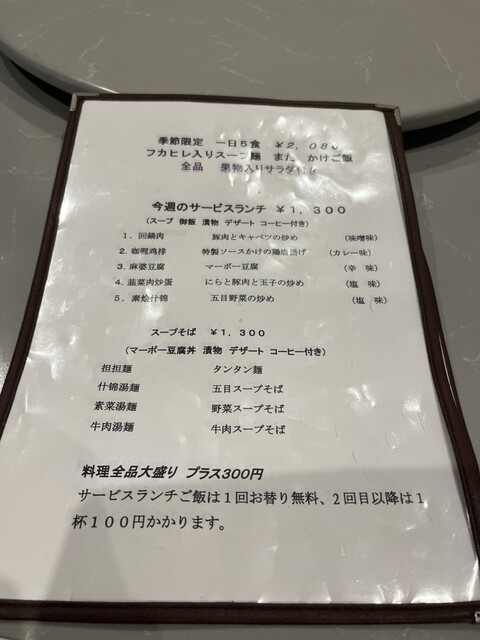 季節限定 一日5食 ¥2,080
フカヒレ入りスープ麺 また かけご飯
全品 果物入りサラダ付
今週のサービスランチ ¥1,300
(スープ 御飯 漬物 デザート コーヒー付き)
1. 回鍋肉 豚肉とキャベツの炒め (味噌味)
2. 咖喱鸡排 特製ソースかけの鶏唐揚げ (カレー味)
3. 麻婆豆腐 マーボー豆腐 (辛 味)
4. 韮菜肉炒蛋 にらと豚肉と玉子の炒め (塩 味)
5. 素烩什锦 五目野菜の炒め (塩 味)
スープそば ¥1,300
(マーボー豆腐丼 漬物 デザート コーヒー付き)
担担麺 タンタン麺
什錦湯麺 五目スープそば
素菜湯麺 野菜スープそば
牛肉湯麺 牛肉スープそば
料理全品大盛り プラス300円
サービスランチご飯は1回お替り無料、2回目以降は1
杯100円かかります。